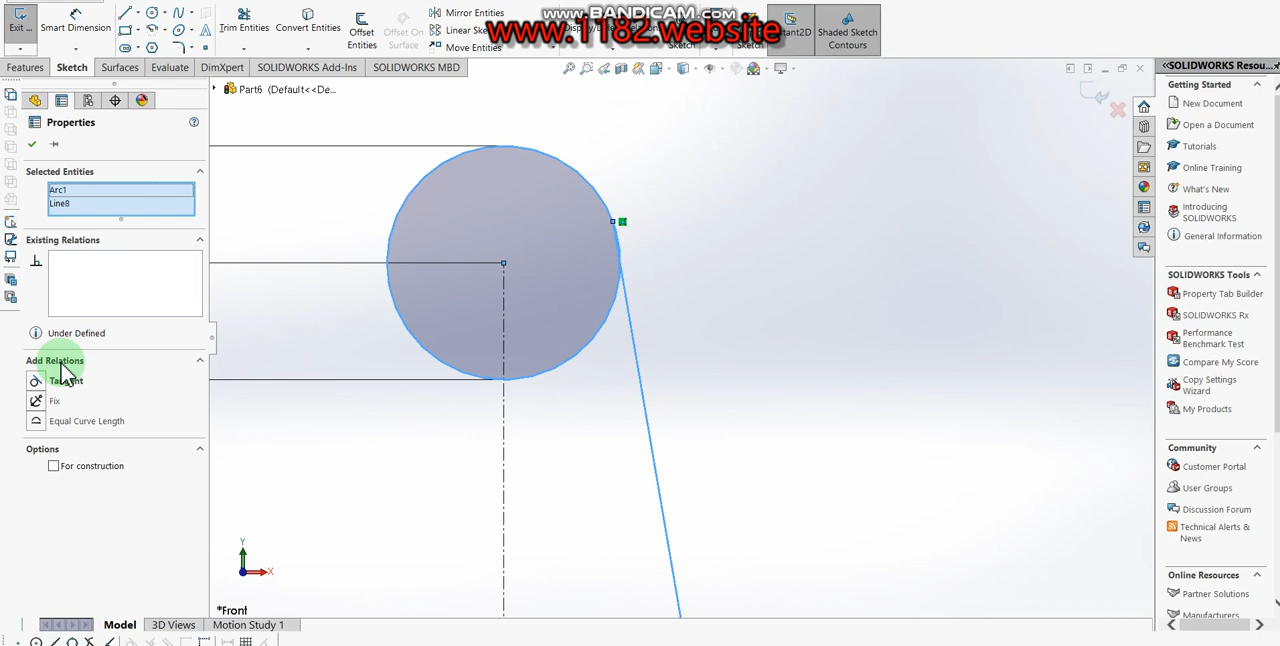 www.BANDICAM.com
www.1182.website
Exit ...
Smart Dimension
Trim Entities
Convert Entities
Offset Entities
Offset On Surface
Mirror Entities
Linear Sk
Move Entities
Sketch
Instant2D
Shaded Sketch Contours
Features
Sketch
Surfaces
Evaluate
DimXpert
SOLIDWORKS Add-Ins
SOLIDWORKS MBD
Part6 (Default<<De...
Properties
Selected Entities
Arc1
Line8
Existing Relations
Under Defined
Add Relations
Tangent
Fix
Equal Curve Length
Options
For construction
Y
X
*Front
Model
3D Views
Motion Study 1
SOLIDWORKS Resou...
Getting Started
New Document
Open a Document
Tutorials
Online Training
What's New
Introducing
SOLIDWORKS
General Information
SOLIDWORKS Tools
Property Tab Builder
SOLIDWORKS Rx
Performance
Benchmark Test
Compare My Score
Copy Settings
Wizard
My Products
Community
Customer Portal
User Groups
Discussion Forum
Technical Alerts &
News
Online Resources
Partner Solutions
Manufacturers